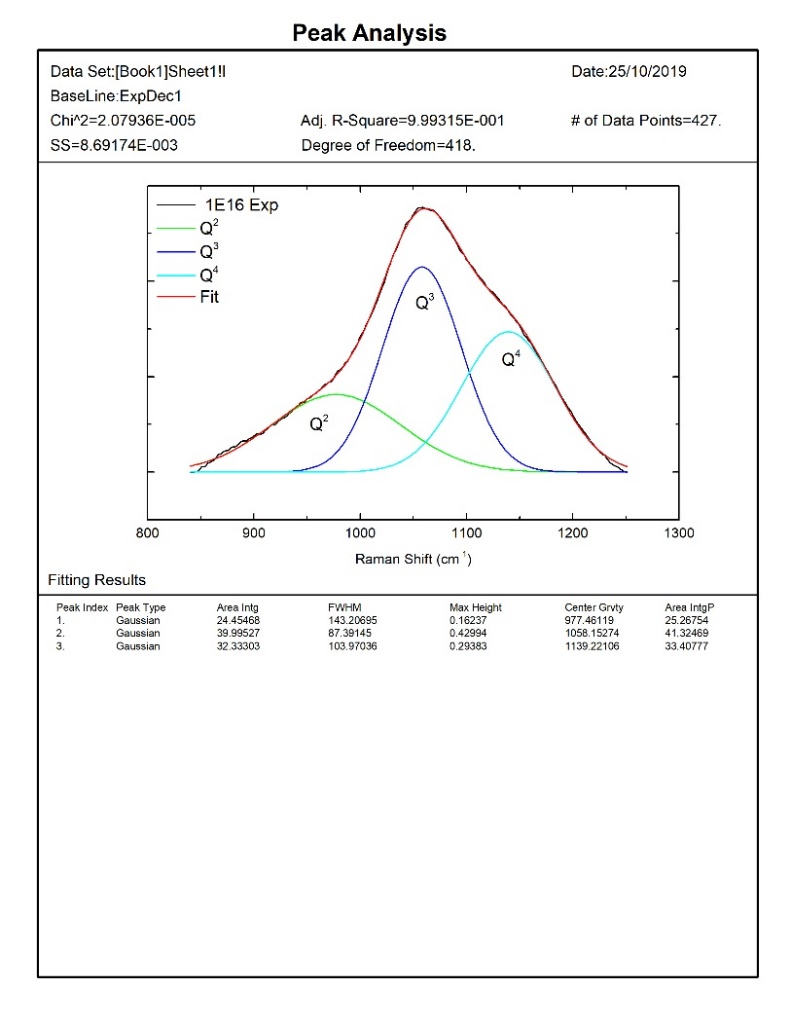 Peak Analysis
Data Set:[Book1]Sheet1!I Date:25/10/2019
BaseLine:ExpDec1
Chi^2=2.07936E-005 Adj. R-Square=9.99315E-001 # of Data Points=427.
SS=8.69174E-003 Degree of Freedom=418.
1E16 Exp
Q²
Q³
Q⁴
Fit
Q³
Q⁴
Q²
800 900 1000 1100 1200 1300
Raman Shift (cm⁻¹)
Fitting Results
Peak Index Peak Type Area Intg FWHM Max Height Center Grvty Area IntgP
1. Gaussian 24.45468 143.20695 0.16237 977.46119 25.26754
2. Gaussian 39.99527 87.39145 0.42994 1058.15274 41.32469
3. Gaussian 32.33303 103.97036 0.29383 1139.22106 33.40777